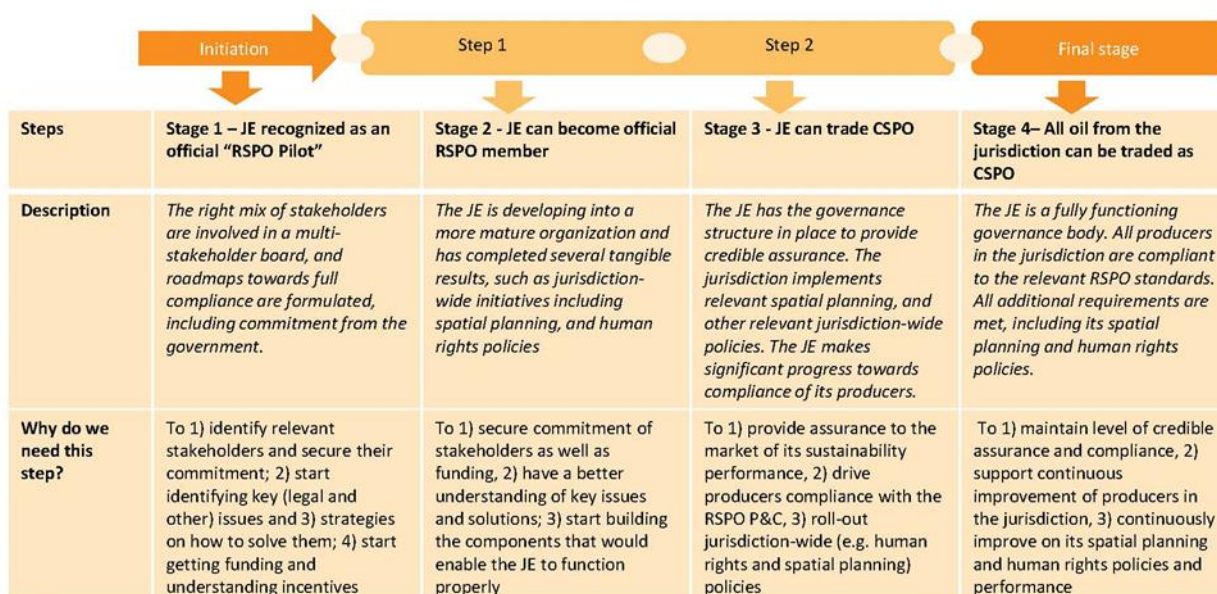 Initiation
Step 1
Step 2
Final stage
Steps
Stage 1 – JE recognized as an
official “RSPO Pilot”
Stage 2 - JE can become official
RSPO member
Stage 3 - JE can trade CSPO
Stage 4– All oil from the
jurisdiction can be traded as
CSPO
Description
The right mix of stakeholders
are involved in a multi-
stakeholder board, and
roadmaps towards full
compliance are formulated,
including commitment from the
government.
The JE is developing into a
more mature organization and
has completed several tangible
results, such as jurisdiction-
wide initiatives including
spatial planning, and human
rights policies
The JE has the governance
structure in place to provide
credible assurance. The
jurisdiction implements
relevant spatial planning, and
other relevant jurisdiction-wide
policies. The JE makes
significant progress towards
compliance of its producers.
The JE is a fully functioning
governance body. All producers
in the jurisdiction are compliant
to the relevant RSPO standards.
All additional requirements are
met, including its spatial
planning and human rights
policies.
Why do we
need this
step?
To 1) identify relevant
stakeholders and secure their
commitment; 2) start
identifying key (legal and
other) issues and 3) strategies
on how to solve them; 4) start
getting funding and
understanding incentives
To 1) secure commitment of
stakeholders as well as
funding, 2) have a better
understanding of key issues
and solutions; 3) start building
the components that would
enable the JE to function
properly
To 1) provide assurance to the
market of its sustainability
performance, 2) drive
producers compliance with the
RSPO P&C, 3) roll-out
jurisdiction-wide (e.g. human
rights and spatial planning)
policies
To 1) maintain level of credible
assurance and compliance, 2)
support continuous
improvement of producers in
the jurisdiction, 3) continuously
improve on its spatial planning
and human rights policies and
performance